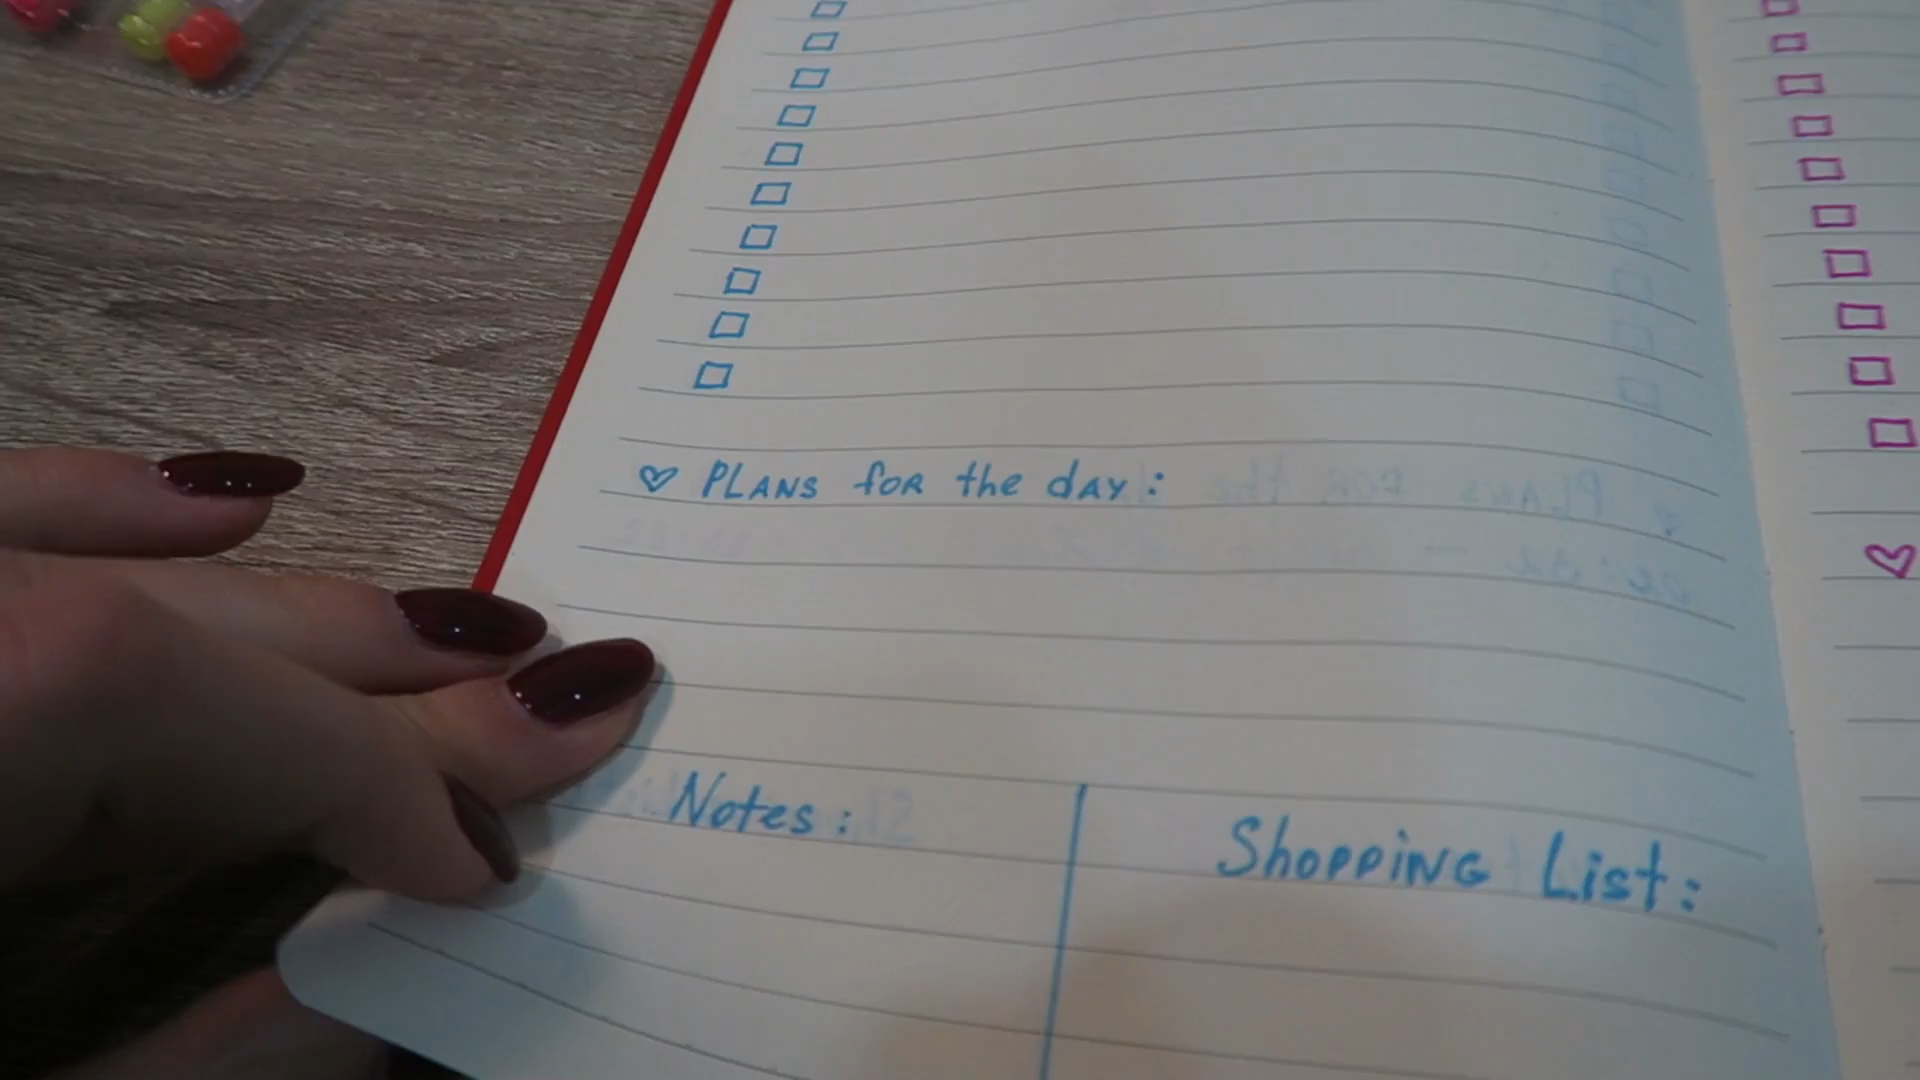 ♥ PLANS for the day:
Notes:
Shopping List: